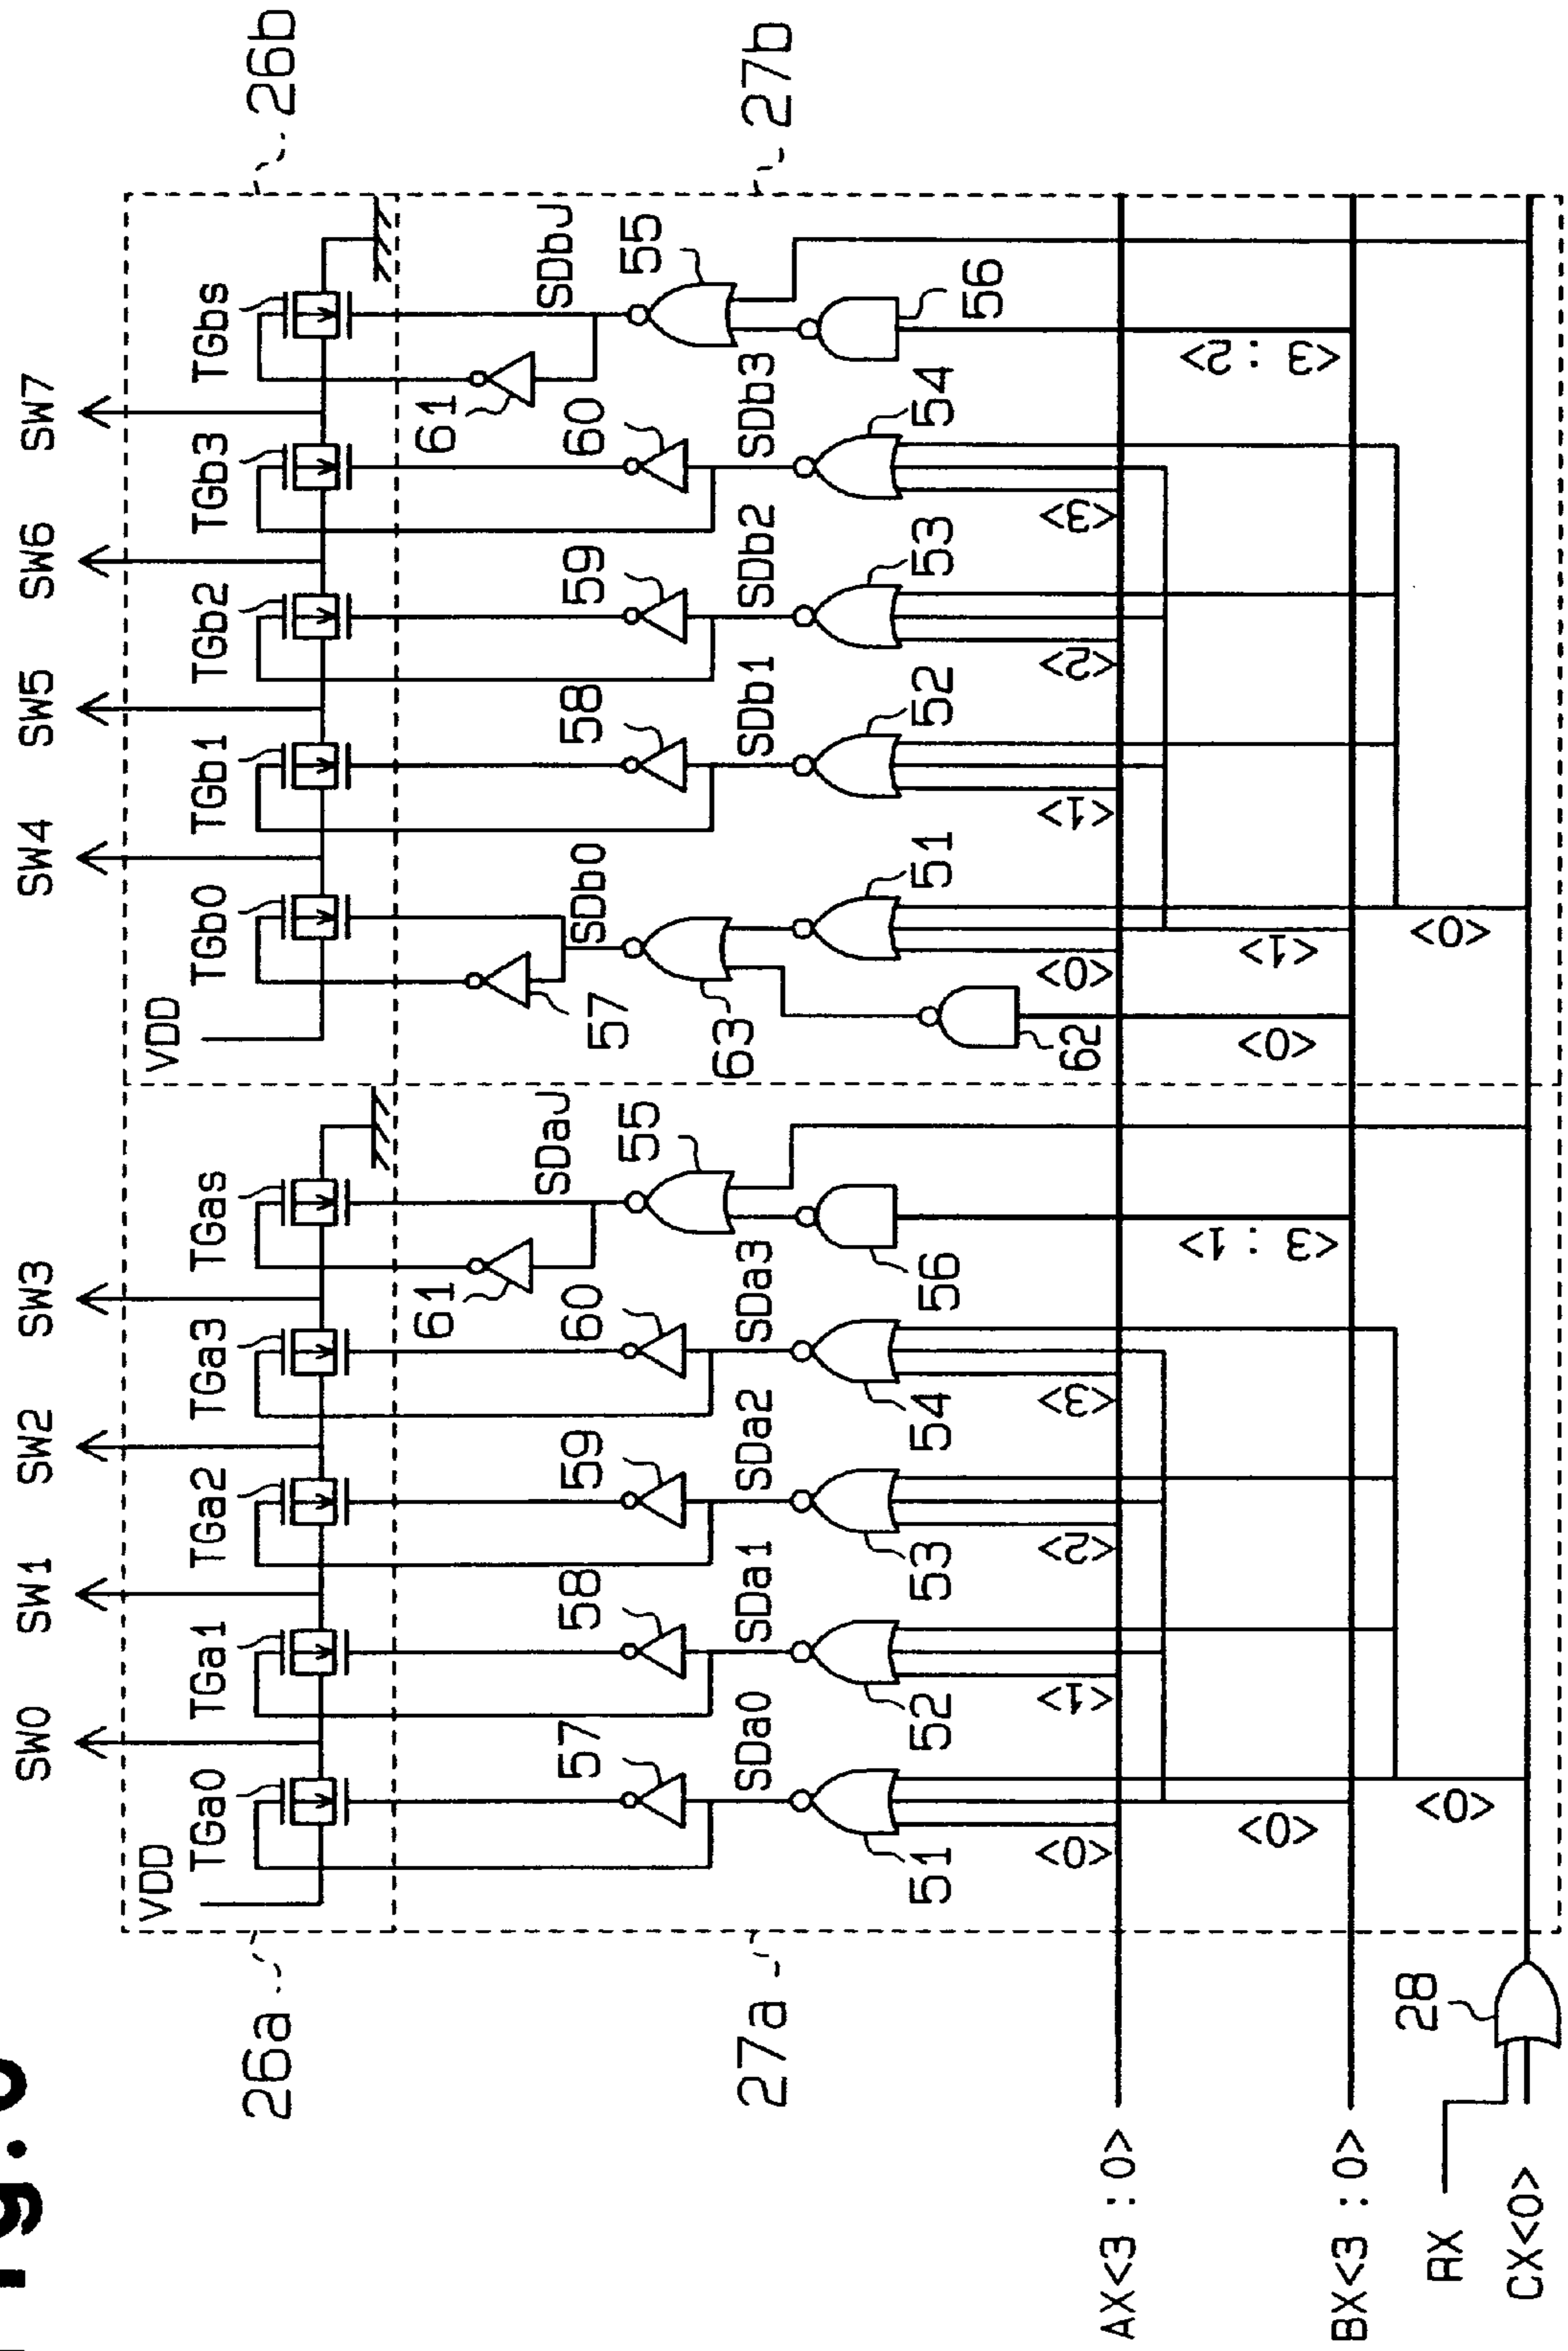 SW0 SW1 SW2 SW3 SW4 SW5 SW6 SW7
VDD VDD
TGa0 TGa1 TGa2 TGa3 TGas TGb0 TGb1 TGb2 TGb3 TGbs
26a 26b
61 61
SDaJ SDbJ
57 58 59 60 55 57 SDb0 58 59 60 55
SDa0 SDa1 SDa2 SDa3 63 SDb1 SDb2 SDb3
27a 27b
51 52 53 54 56 51 52 53 54 56
62
<0> <1> <2> <3> <0> <1> <2> <3>
AX<3:0>
<3:1> <3:2>
<0> <0> <1>
BX<3:0>
28
<0> <0>
RX
CX<0>